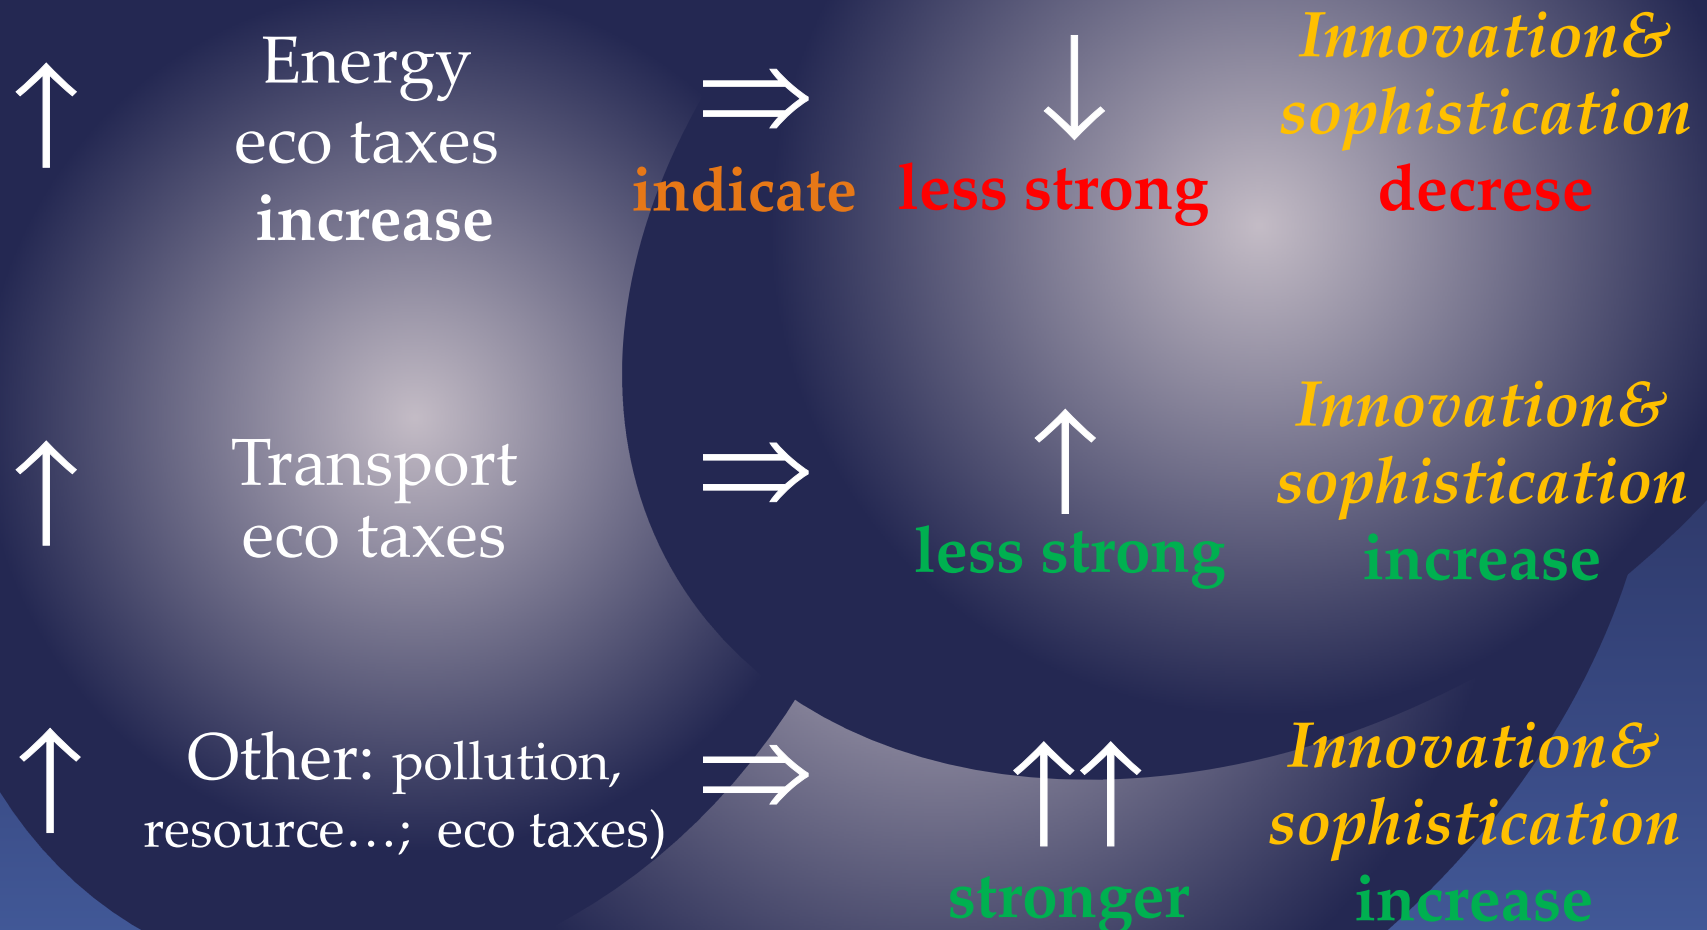 ↑ Energy ⇒ ↓ Innovation&
eco taxes sophistication
increase indicate less strong decrese
↑ Transport ⇒ ↑ Innovation&
eco taxes sophistication
less strong increase
↑ Other: pollution, ⇒ ↑↑ Innovation&
resource...; eco taxes) sophistication
stronger increase